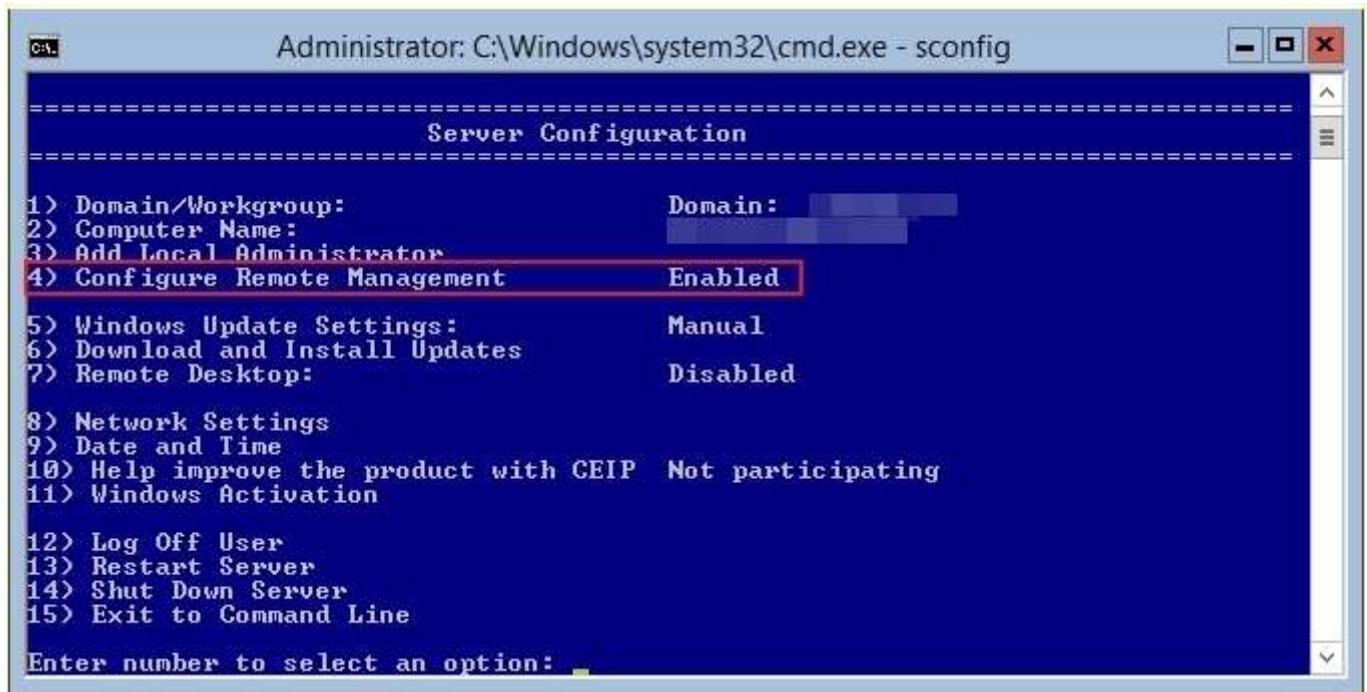 Administrator: C:\Windows\system32\cmd.exe - sconfig
===============================================================================
Server Configuration
===============================================================================
1) Domain/Workgroup: Domain:
2) Computer Name:
3) Add Local Administrator
4) Configure Remote Management Enabled
5) Windows Update Settings: Manual
6) Download and Install Updates
7) Remote Desktop: Disabled
8) Network Settings
9) Date and Time
10) Help improve the product with CEIP Not participating
11) Windows Activation
12) Log Off User
13) Restart Server
14) Shut Down Server
15) Exit to Command Line
Enter number to select an option: _